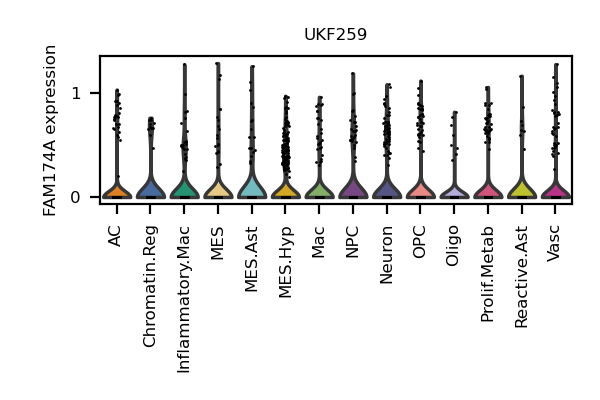 UKF259
FAM174A expression
1
0
AC
Chromatin.Reg
Inflammatory.Mac
MES
MES.Ast
MES.Hyp
Mac
NPC
Neuron
OPC
Oligo
Prolif.Metab
Reactive.Ast
Vasc